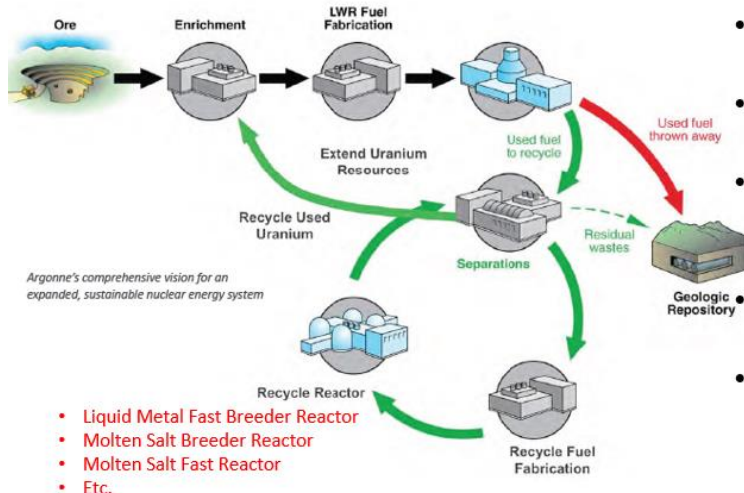 Ore
Enrichment
LWR Fuel
Fabrication
Used fuel
to recycle
Used fuel
thrown away
Extend Uranium
Resources
Recycle Used
Uranium
Separations
Residual
wastes
Geologic
Repository
Argonne's comprehensive vision for an
expanded, sustainable nuclear energy system
Recycle Reactor
Recycle Fuel
Fabrication
• Liquid Metal Fast Breeder Reactor
• Molten Salt Breeder Reactor
• Molten Salt Fast Reactor
• Etc.